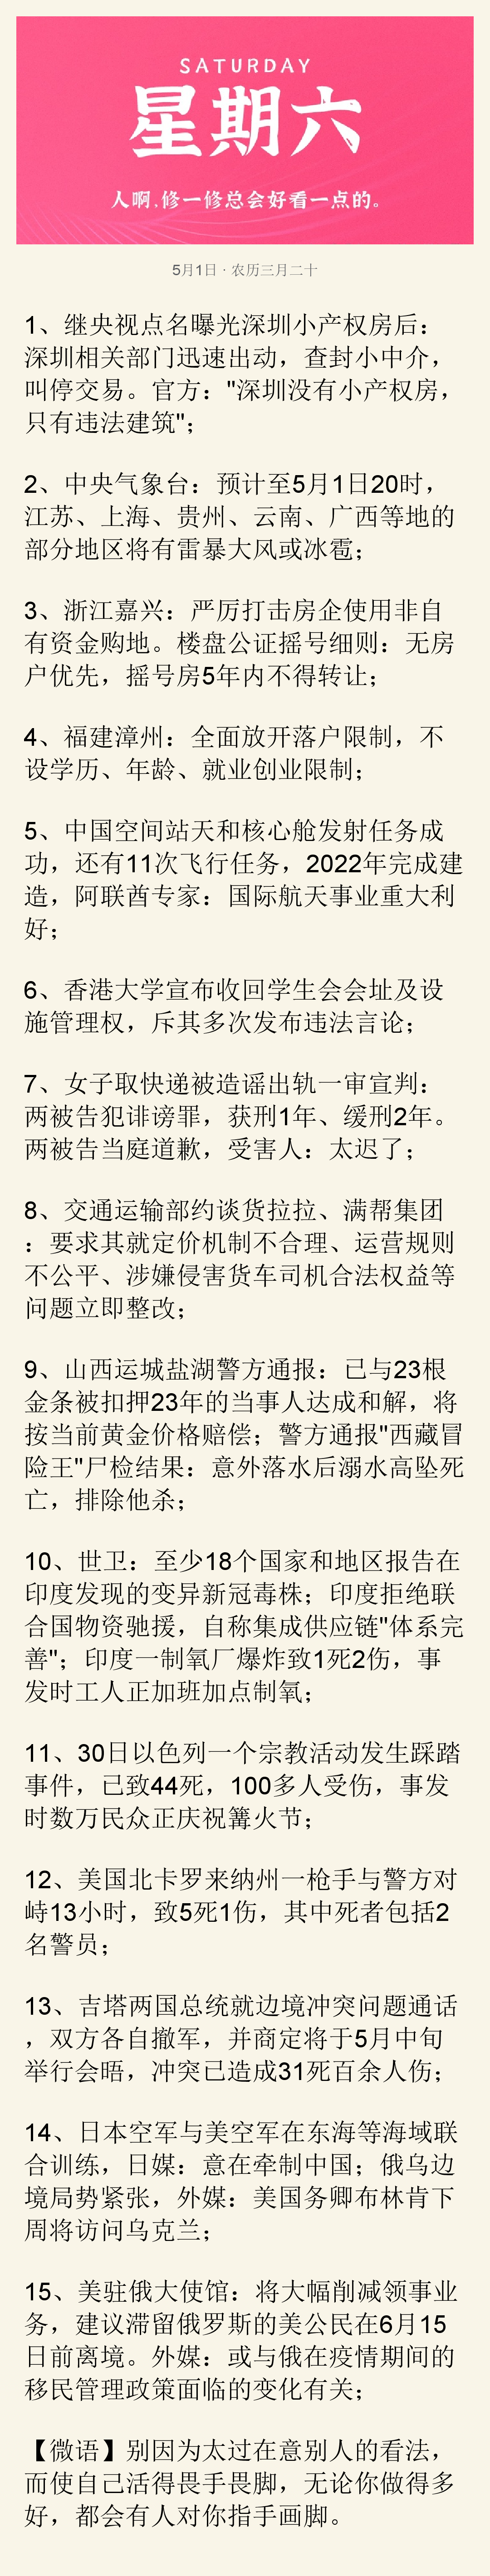 SATURDAY
星期六
人啊,修一修总会好看一点的。
5月1日 · 农历三月二十
1、继央视点名曝光深圳小产权房后：
深圳相关部门迅速出动，查封小中介，
叫停交易。官方："深圳没有小产权房，
只有违法建筑"；
2、中央气象台：预计至5月1日20时，
江苏、上海、贵州、云南、广西等地的
部分地区将有雷暴大风或冰雹；
3、浙江嘉兴：严厉打击房企使用非自
有资金购地。楼盘公证摇号细则：无房
户优先，摇号房5年内不得转让；
4、福建漳州：全面放开落户限制，不
设学历、年龄、就业创业限制；
5、中国空间站天和核心舱发射任务成
功，还有11次飞行任务，2022年完成建
造，阿联酋专家：国际航天事业重大利
好；
6、香港大学宣布收回学生会会址及设
施管理权，斥其多次发布违法言论；
7、女子取快递被造谣出轨一审宣判：
两被告犯诽谤罪，获刑1年、缓刑2年。
两被告当庭道歉，受害人：太迟了；
8、交通运输部约谈货拉拉、满帮集团
：要求其就定价机制不合理、运营规则
不公平、涉嫌侵害货车司机合法权益等
问题立即整改；
9、山西运城盐湖警方通报：已与23根
金条被扣押23年的当事人达成和解，将
按当前黄金价格赔偿；警方通报"西藏冒
险王"尸检结果：意外落水后溺水高坠死
亡，排除他杀；
10、世卫：至少18个国家和地区报告在
印度发现的变异新冠毒株；印度拒绝联
合国物资驰援，自称集成供应链"体系完
善"；印度一制氧厂爆炸致1死2伤，事
发时工人正加班加点制氧；
11、30日以色列一个宗教活动发生踩踏
事件，已致44死，100多人受伤，事发
时数万民众正庆祝篝火节；
12、美国北卡罗来纳州一枪手与警方对
峙13小时，致5死1伤，其中死者包括2
名警员；
13、吉塔两国总统就边境冲突问题通话
，双方各自撤军，并商定将于5月中旬
举行会晤，冲突已造成31死百余人伤；
14、日本空军与美空军在东海等海域联
合训练，日媒：意在牵制中国；俄乌边
境局势紧张，外媒：美国务卿布林肯下
周将访问乌克兰；
15、美驻俄大使馆：将大幅削减领事业
务，建议滞留俄罗斯的美公民在6月15
日前离境。外媒：或与俄在疫情期间的
移民管理政策面临的变化有关；
【微语】别因为太过在意别人的看法，
而使自己活得畏手畏脚，无论你做得多
好，都会有人对你指手画脚。